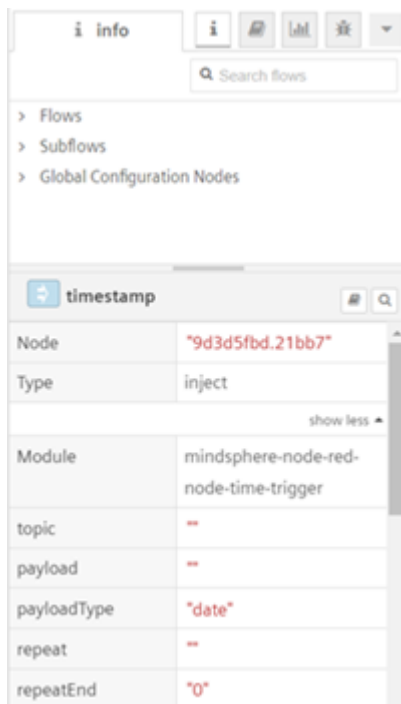 i info
i
Search flows
> Flows
> Subflows
> Global Configuration Nodes
timestamp
Node "9d3d5fbd.21bb7"
Type inject
show less
Module mindsphere-node-red-
node-time-trigger
topic ""
payload ""
payloadType "date"
repeat ""
repeatEnd "0"